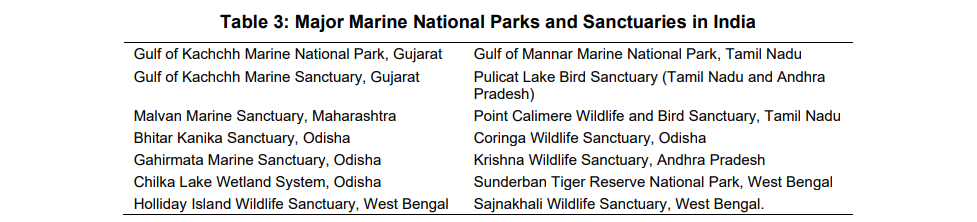 Table 3: Major Marine National Parks and Sanctuaries in India
Gulf of Kachchh Marine National Park, Gujarat Gulf of Mannar Marine National Park, Tamil Nadu
Gulf of Kachchh Marine Sanctuary, Gujarat Pulicat Lake Bird Sanctuary (Tamil Nadu and Andhra
Pradesh)
Malvan Marine Sanctuary, Maharashtra Point Calimere Wildlife and Bird Sanctuary, Tamil Nadu
Bhitar Kanika Sanctuary, Odisha Coringa Wildlife Sanctuary, Odisha
Gahirmata Marine Sanctuary, Odisha Krishna Wildlife Sanctuary, Andhra Pradesh
Chilka Lake Wetland System, Odisha Sunderban Tiger Reserve National Park, West Bengal
Holliday Island Wildlife Sanctuary, West Bengal Sajnakhali Wildlife Sanctuary, West Bengal.